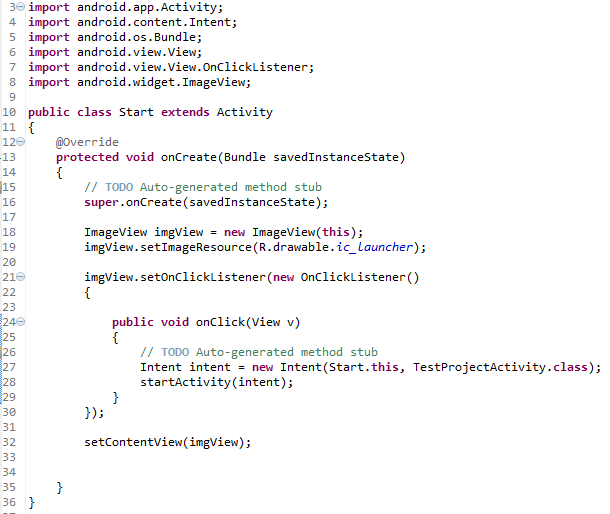 3 import android.app.Activity;
4 import android.content.Intent;
5 import android.os.Bundle;
6 import android.view.View;
7 import android.view.View.OnClickListener;
8 import android.widget.ImageView;
9
10 public class Start extends Activity
11 {
12     @Override
13     protected void onCreate(Bundle savedInstanceState)
14     {
15         // TODO Auto-generated method stub
16         super.onCreate(savedInstanceState);
17
18         ImageView imgView = new ImageView(this);
19         imgView.setImageResource(R.drawable.ic_launcher);
20
21         imgView.setOnClickListener(new OnClickListener()
22         {
23
24             public void onClick(View v)
25             {
26                 // TODO Auto-generated method stub
27                 Intent intent = new Intent(Start.this, TestProjectActivity.class);
28                 startActivity(intent);
29             }
30         });
31
32         setContentView(imgView);
33
34
35     }
36 }